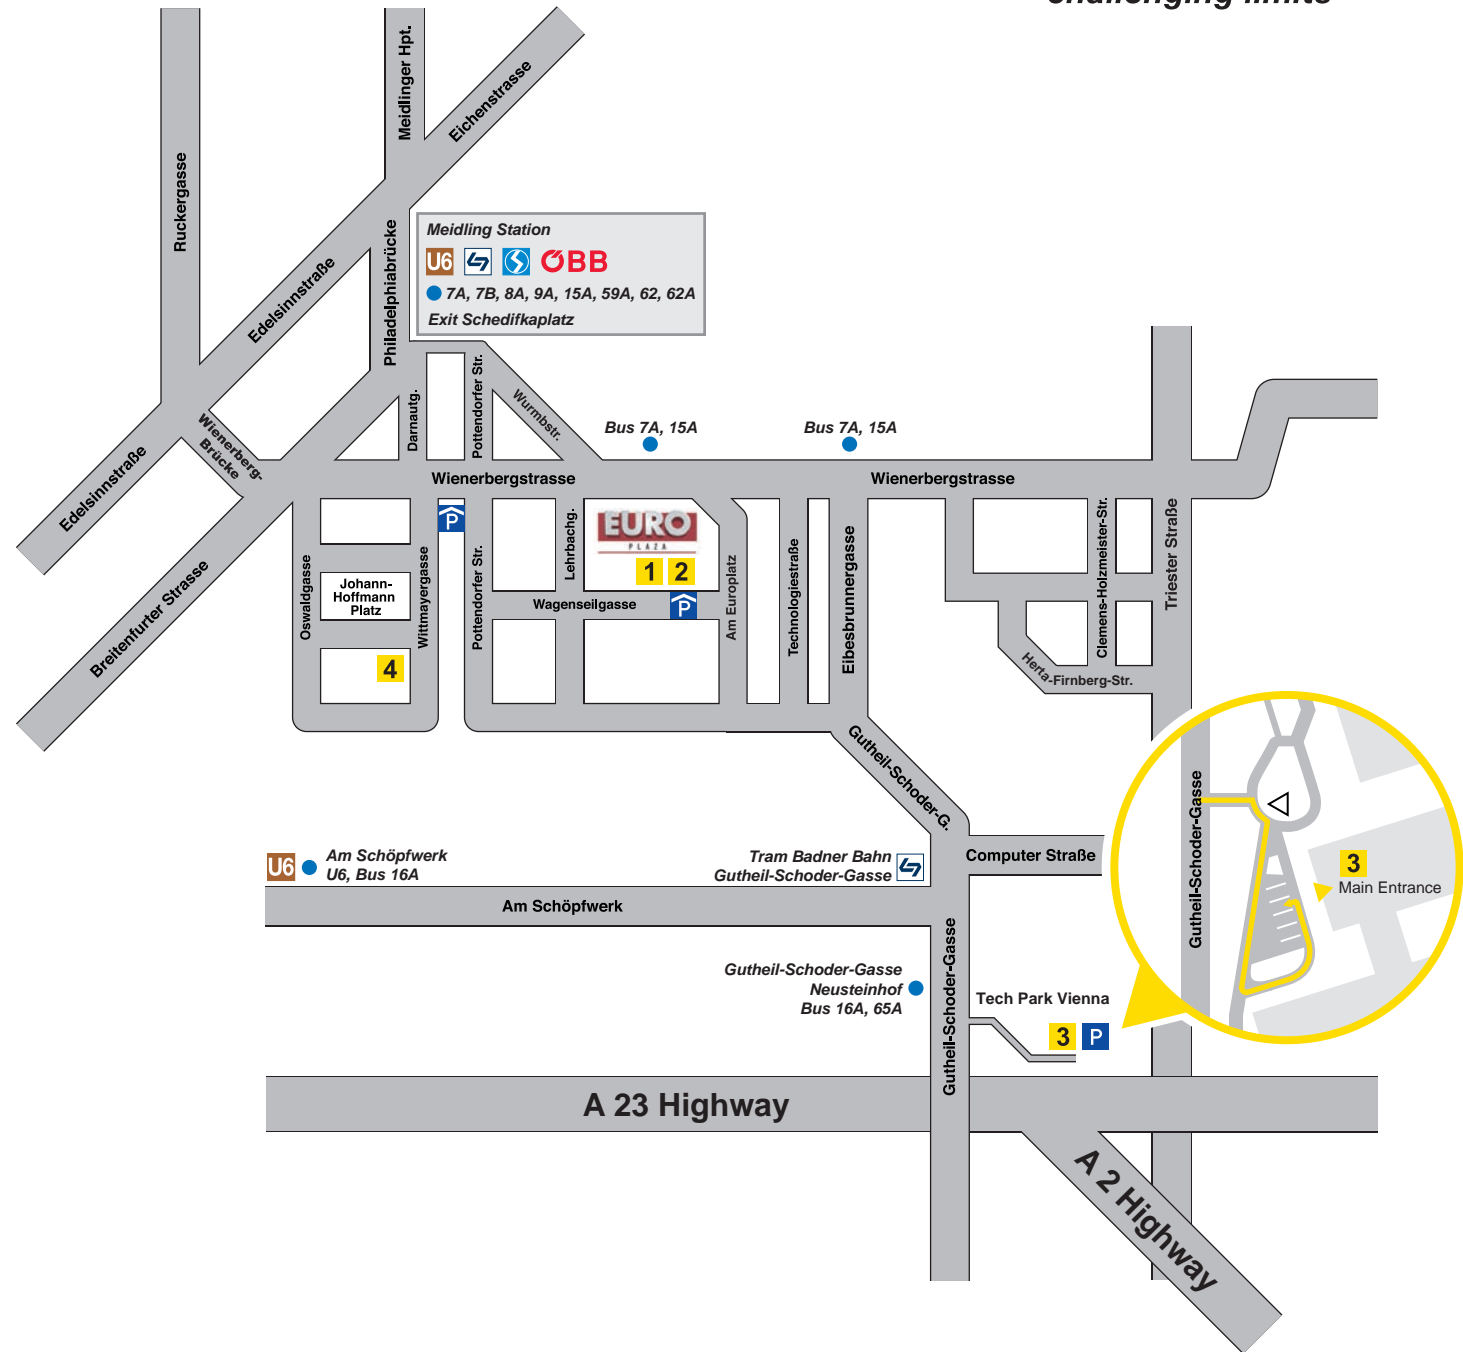 challenging limits
Meidlinger Hpt.
Eichenstrasse
Ruckergasse
Edelsinnstraße
Philadelphiabrücke
Meidling Station
U6 ÖBB
7A, 7B, 8A, 9A, 15A, 59A, 62, 62A
Exit Schedifkaplatz
Darnautg.
Pottendorfer Str.
Wurmbstr.
Wienerberg-
Brücke
Edelsinnstraße
Bus 7A, 15A
Bus 7A, 15A
Wienerbergstrasse
Wienerbergstrasse
P
EURO
PLAZA
1 2
Breitenfurter Strasse
Oswaldgasse
Johann-
Hoffmann
Platz
Wittmayergasse
Pottendorfer Str.
Lehrbachg.
Wagenseilgasse
P
Am Europlatz
Technologiestraße
Eibesbrunnergasse
Clemens-Holzmeister-Str.
Triester Straße
Herta-Firnberg-Str.
4
Gutheil-Schoder-G.
Gutheil-Schoder-Gasse
3
Main Entrance
U6
Am Schöpfwerk
U6, Bus 16A
Tram Badner Bahn
Gutheil-Schoder-Gasse
Computer Straße
Am Schöpfwerk
Gutheil-Schoder-Gasse
Gutheil-Schoder-Gasse
Neusteinhof
Bus 16A, 65A
Tech Park Vienna
3 P
A 23 Highway
A 2 Highway